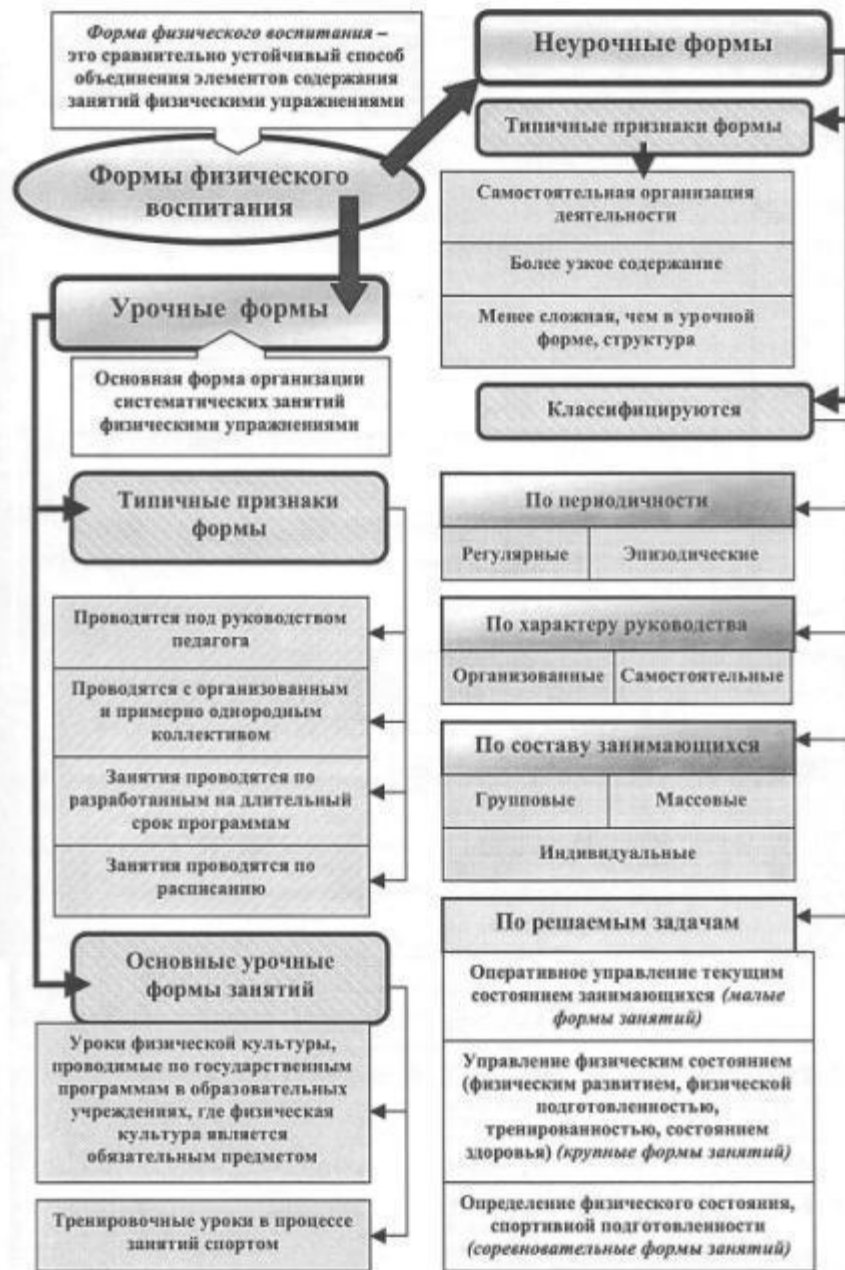 Форма физического воспитания –
это сравнительно устойчивый способ
объединения элементов содержания
занятий физическими упражнениями
Формы физического
воспитания
Урочные формы
Основная форма организации
систематических занятий
физическими упражнениями
Типичные признаки
формы
Проводятся под руководством
педагога
Проводятся с организованным
и примерно однородным
коллективом
Занятия проводятся по
разработанным на длительный
срок программам
Занятия проводятся по
расписанию
Основные урочные
формы занятий
Уроки физической культуры,
проводимые по государственным
программам в образовательных
учреждениях, где физическая
культура является
обязательным предметом
Тренировочные уроки в процессе
занятий спортом
Неурочные формы
Типичные признаки формы
Самостоятельная организация
деятельности
Более узкое содержание
Менее сложная, чем в урочной
форме, структура
Классифицируются
По периодичности
Регулярные
Эпизодические
По характеру руководства
Организованные
Самостоятельные
По составу занимающихся
Групповые
Массовые
Индивидуальные
По решаемым задачам
Оперативное управление текущим
состоянием занимающихся (малые
формы занятий)
Управление физическим состоянием
(физическим развитием, физической
подготовленностью,
тренированностью, состоянием
здоровья) (крупные формы занятий)
Определение физического состояния,
спортивной подготовленности
(соревновательные формы занятий)